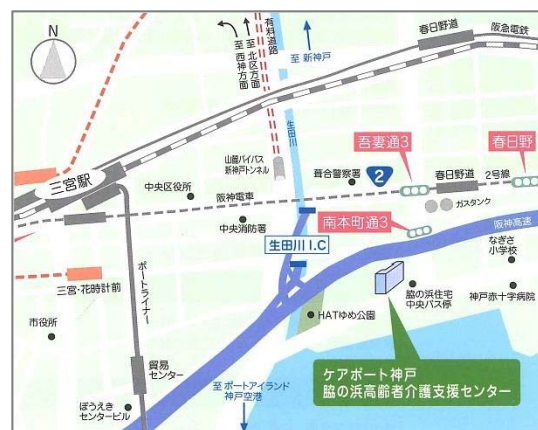 N
至西神方面
至北区方面
有料道路
至 新神戸
春日野道
阪急電鉄
生田川
吾妻通3
春日野
三宮駅
山麓バイパス
新神戸トンネル
葺合警察署
2
春日野道
2号線
中央区役所
阪神電車
ガスタンク
中央消防署
南本町通3
阪神高速
生田川 I.C
なぎさ
小学校
ポートライナー
三宮・花時計前
脇の浜住宅
中央バス停
神戸赤十字病院
HATゆめ公園
市役所
貿易
センター
ケアポート神戸
脇の浜高齢者介護支援センター
至 ポートアイランド
神戸空港
ぼうえき
センタービル